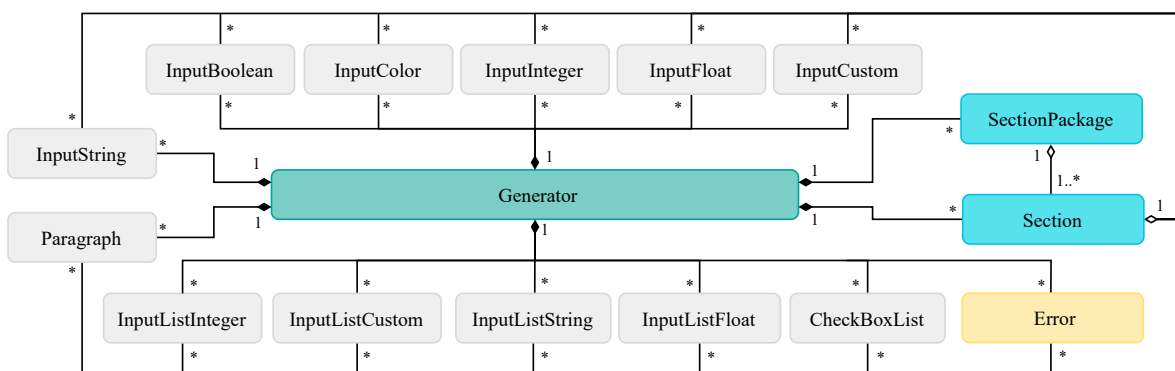 * * * * *
InputBoolean InputColor InputInteger InputFloat InputCustom
* * * * *
* InputString *
SectionPackage
*
1 1 1 1
1..*
Generator
1 1 1
* Section 1
Paragraph *
*
* * * * * *
InputListInteger InputListCustom InputListString InputListFloat CheckBoxList Error
* * * * * *